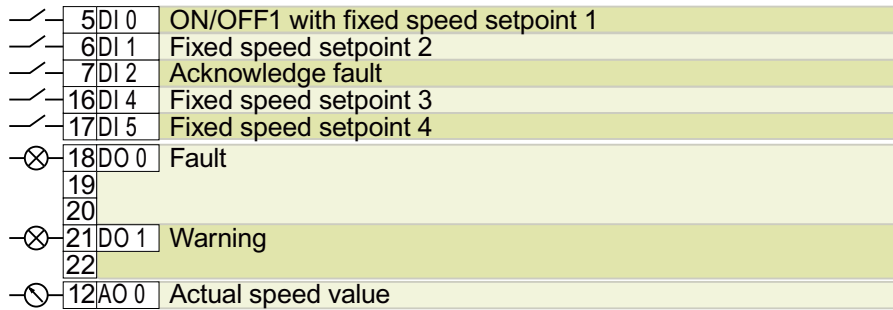 5 DI 0 ON/OFF1 with fixed speed setpoint 1
6 DI 1 Fixed speed setpoint 2
7 DI 2 Acknowledge fault
16 DI 4 Fixed speed setpoint 3
17 DI 5 Fixed speed setpoint 4
18 DO 0 Fault
19
20
21 DO 1 Warning
22
12 AO 0 Actual speed value